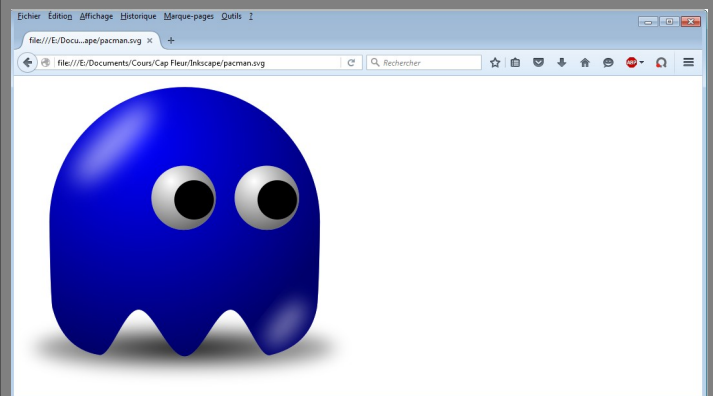 Fichier Édition Affichage Historique Marque-pages Outils ?
file:///E:/Docu...ape/pacman.svg
file:///E:/Documents/Cours/Cap Fleur/Inkscape/pacman.svg
Rechercher
ABP